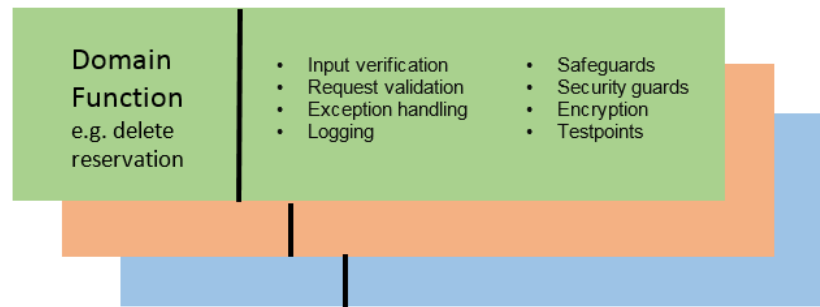 Domain
Function
e.g. delete
reservation
• Input verification
• Request validation
• Exception handling
• Logging
• Safeguards
• Security guards
• Encryption
• Testpoints